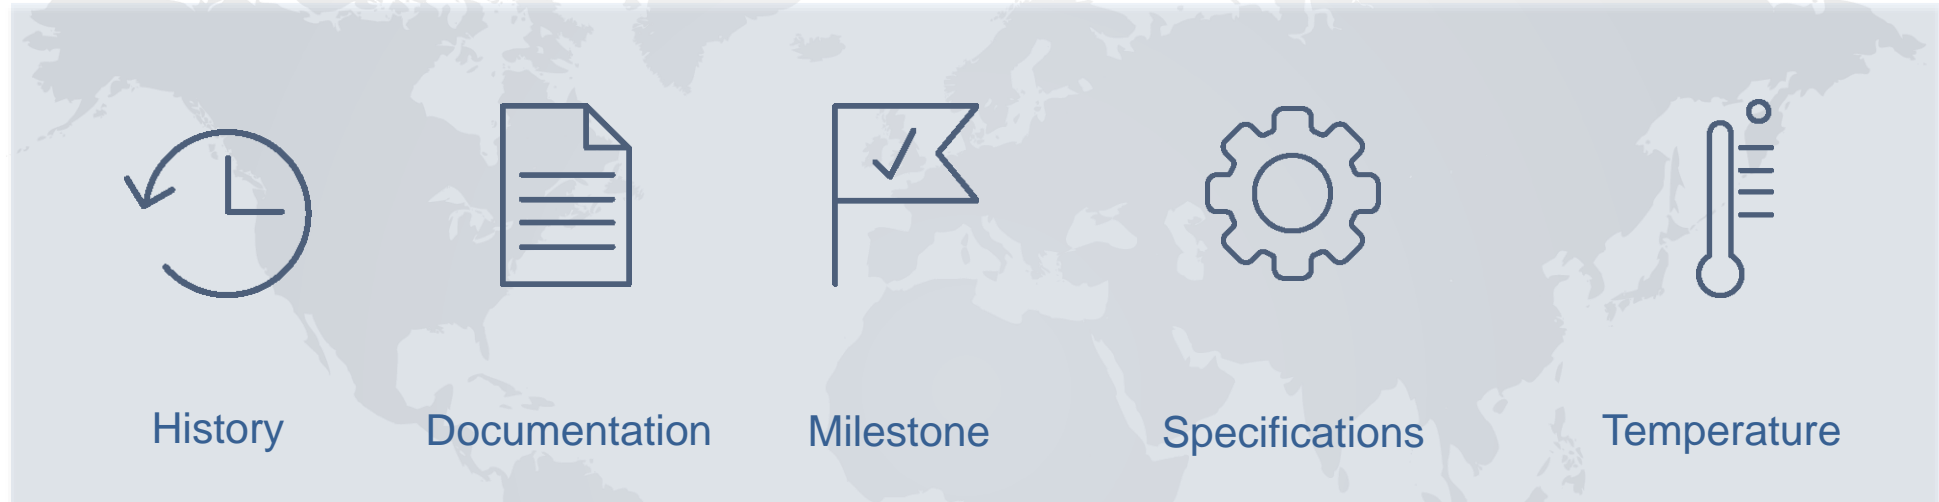 History
Documentation
Milestone
Specifications
Temperature